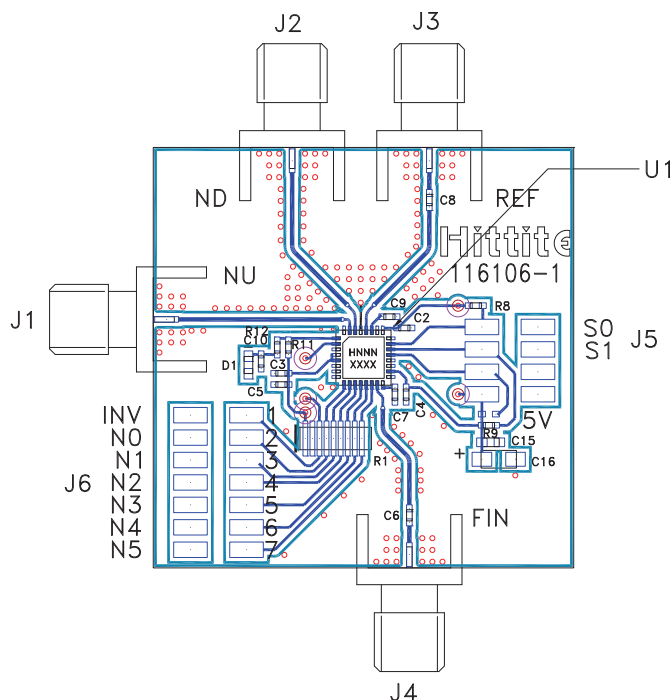 J2
J3
U1
ND
C8
REF
Hittite
116106-1
NU
J1
C9
C2
R8
S0
S1
J5
R12
C10
R11
D1
C3
C5
HNNN
XXXX
C7
C4
5V
R9
C15
+
C16
INV
N0
N1
N2
N3
N4
N5
J6
1
2
3
4
5
6
7
R1
C6
FIN
J4